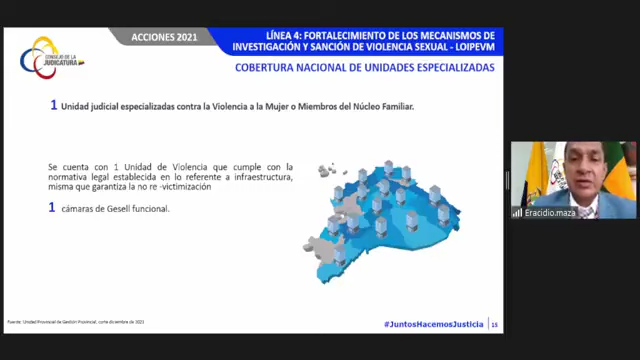 CONSEJO DE LA
JUDICATURA
ACCIONES 2021
LÍNEA 4: FORTALECIMIENTO DE LOS MECANISMOS DE
INVESTIGACIÓN Y SANCIÓN DE VIOLENCIA SEXUAL - LOIPEVM
COBERTURA NACIONAL DE UNIDADES ESPECIALIZADAS
1 Unidad judicial especializadas contra la Violencia a la Mujer o Miembros del Núcleo Familiar.
Se cuenta con 1 Unidad de Violencia que cumple con la
normativa legal establecida en lo referente a infraestructura,
misma que garantiza la no re -victimización
1 cámaras de Gesell funcional.
Eracidio.maza
Fuente: Unidad Provincial de Gestión Provincial, corte diciembre de 2021
#JuntosHacemosJusticia
15